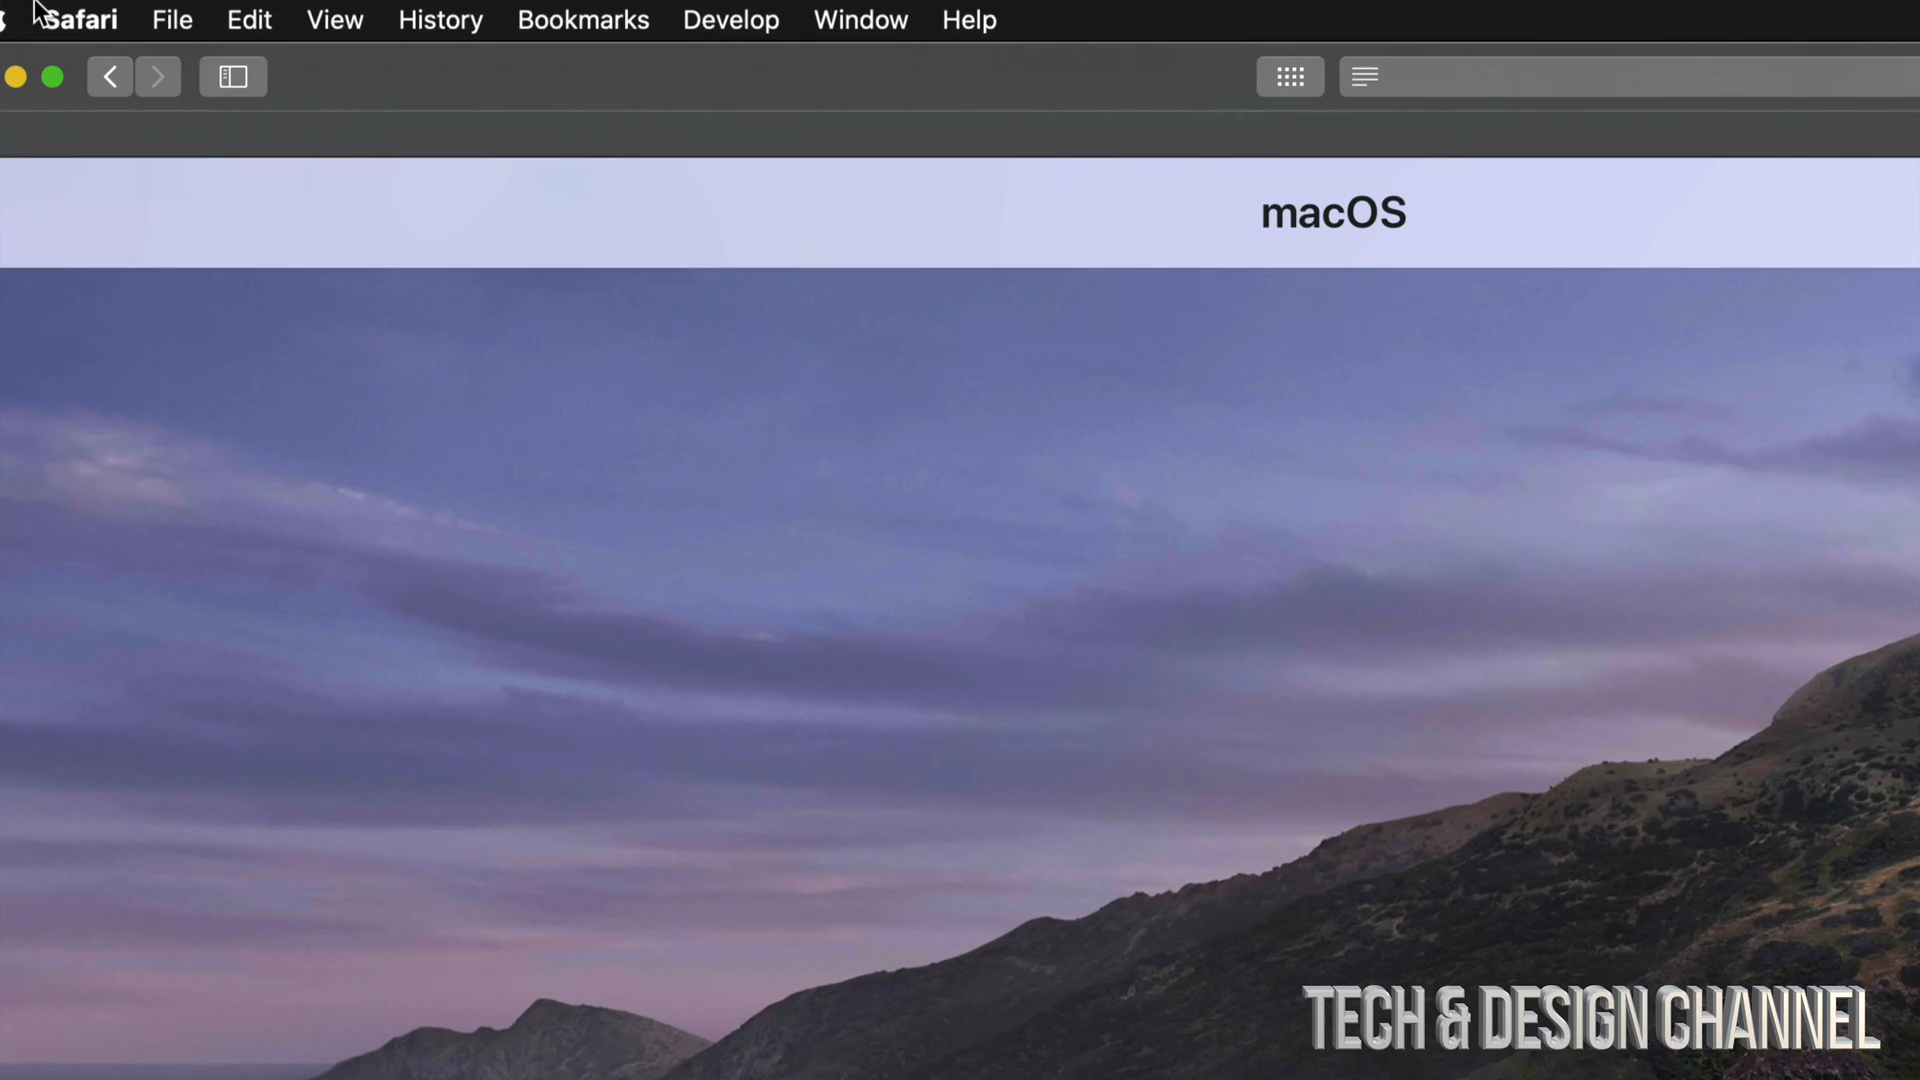 Safari File Edit View History Bookmarks Develop Window Help
macOS
TECH & DESIGN CHANNEL